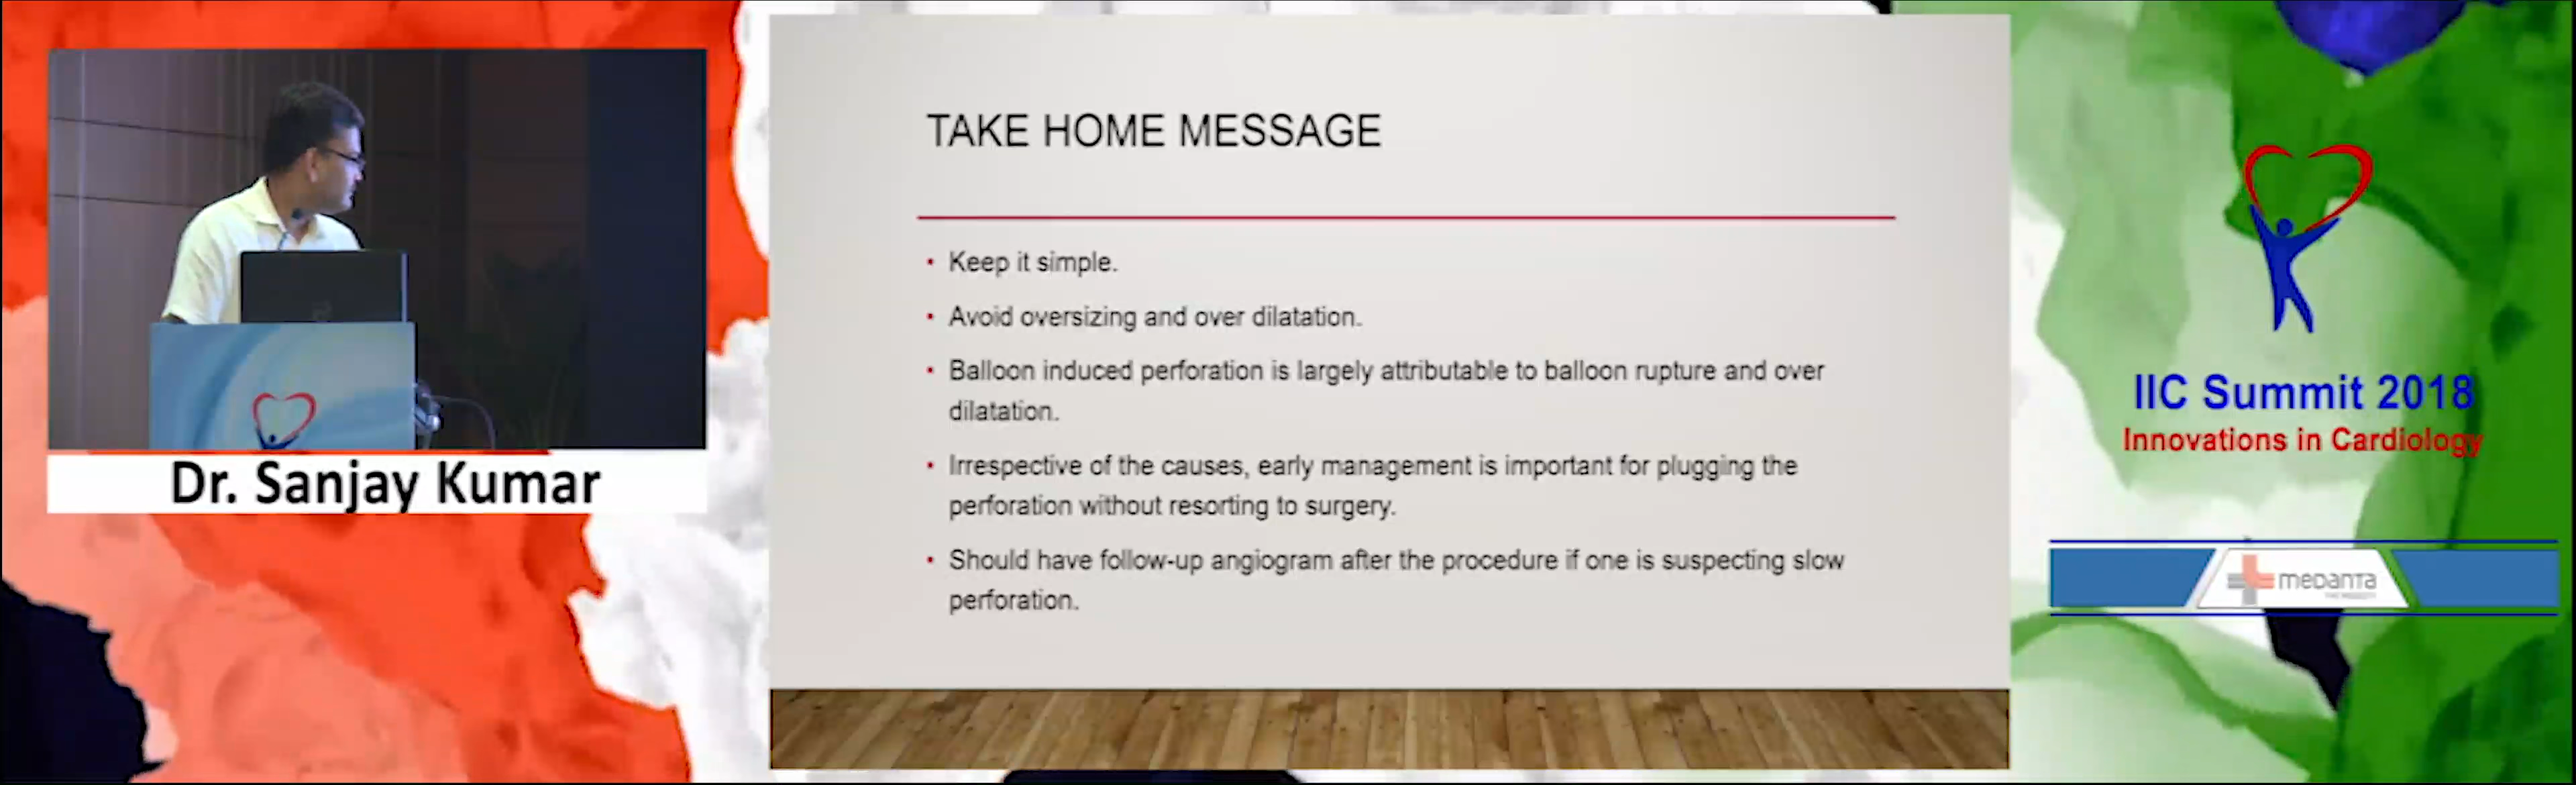 TAKE HOME MESSAGE
• Keep it simple.
• Avoid oversizing and over dilatation.
• Balloon induced perforation is largely attributable to balloon rupture and over
dilatation.
• Irrespective of the causes, early management is important for plugging the
perforation without resorting to surgery.
• Should have follow-up angiogram after the procedure if one is suspecting slow
perforation.
Dr. Sanjay Kumar
IIC Summit 2018
Innovations in Cardiology
medanta